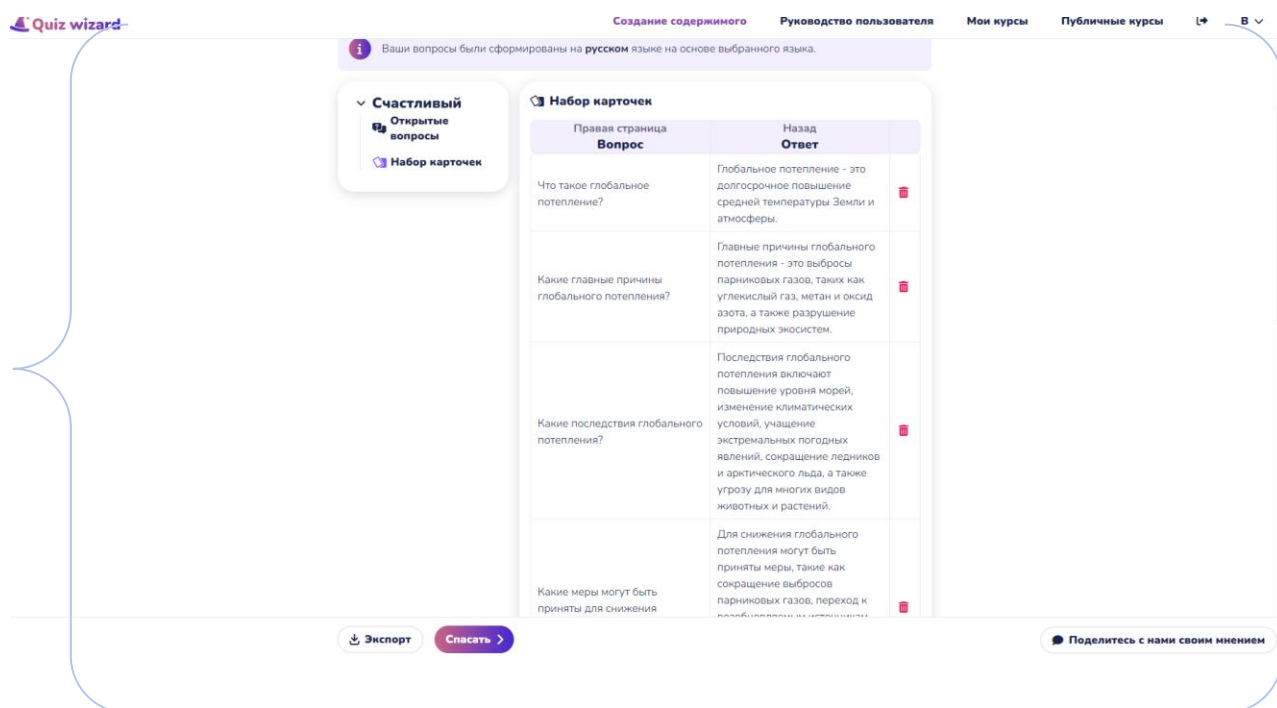 Quiz wizard
Создание содержимого
Руководство пользователя
Мои курсы
Публичные курсы
В
Ваши вопросы были сформированы на русском языке на основе выбранного языка.
Счастливый
Открытые
вопросы
Набор карточек
Набор карточек
Правая страница
Вопрос
Назад
Ответ
Что такое глобальное
потепление?
Глобальное потепление - это
долгосрочное повышение
средней температуры Земли и
атмосферы.
Какие главные причины
глобального потепления?
Главные причины глобального
потепления - это выбросы
парниковых газов, таких как
углекислый газ, метан и оксид
азота, а также разрушение
природных экосистем.
Какие последствия глобального
потепления?
Последствия глобального
потепления включают
повышение уровня морей,
изменение климатических
условий, учащение
экстремальных погодных
явлений, сокращение ледников
и арктического льда, а также
угрозу для многих видов
животных и растений.
Какие меры могут быть
приняты для снижения
Для снижения глобального
потепления могут быть
приняты меры, такие как
сокращение выбросов
парниковых газов, переход к
Экспорт
Спасать
Поделитесь с нами своим мнением